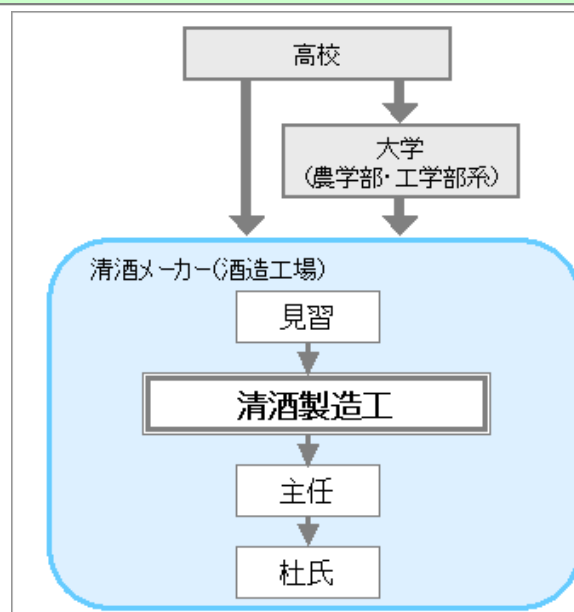 高校
大学
(農学部・工学部系)
清酒メーカー(酒造工場)
見習
清酒製造工
主任
杜氏